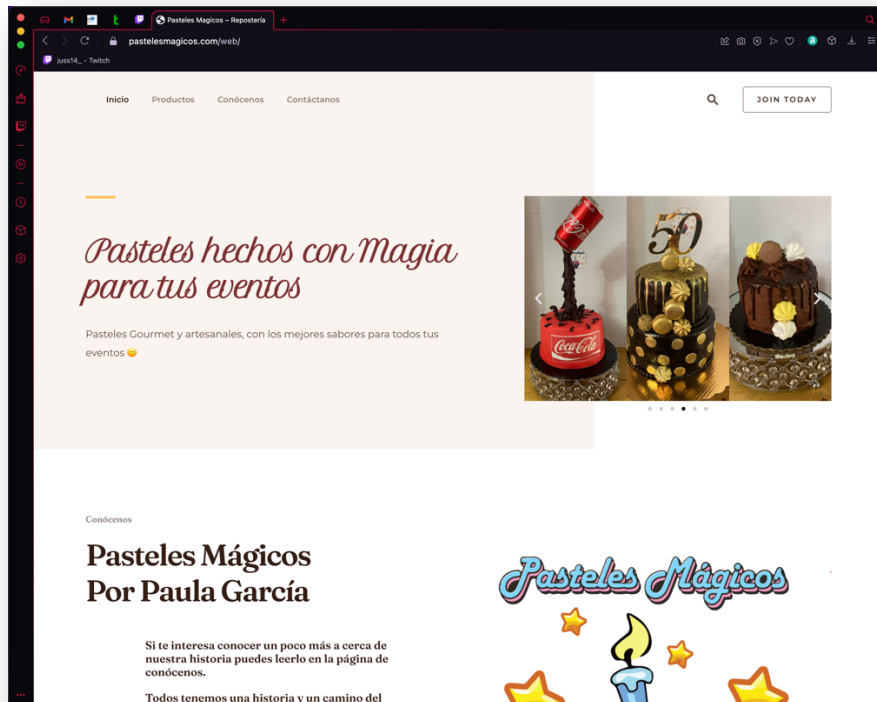 Pasteles Magicos – Repostería
pastelesmagicos.com/web/
juss14_ - Twitch
Inicio
Productos
Conócenos
Contáctanos
JOIN TODAY
Pasteles hechos con Magia
para tus eventos
Pasteles Gourmet y artesanales, con los mejores sabores para todos tus
eventos 😀
50
Coca-Cola
Conócenos
Pasteles Mágicos
Por Paula García
Pasteles Mágicos
Si te interesa conocer un poco más a cerca de
nuestra historia puedes leerlo en la página de
conócenos.
Todos tenemos una historia y un camino del